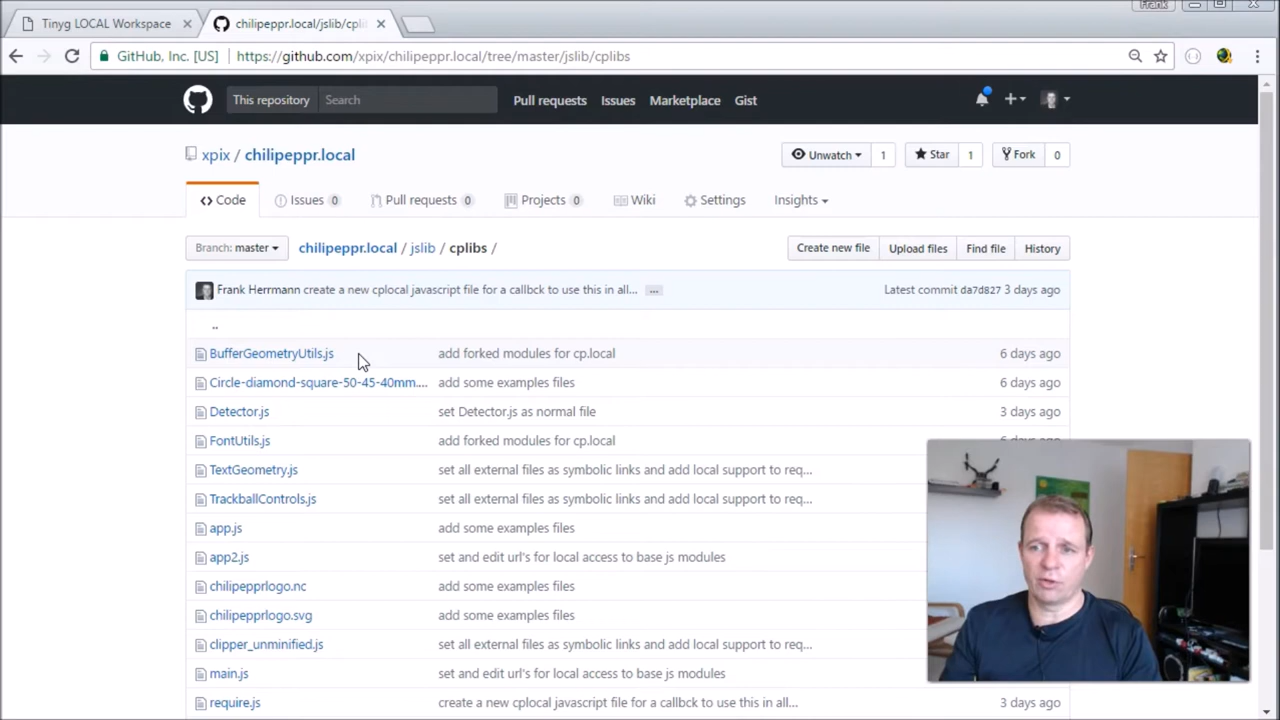 Frank
Tinyg LOCAL Workspace
chilipeppr.local/jslib/cpli
GitHub, Inc. [US]
https://github.com/xpix/chilipeppr.local/tree/master/jslib/cplibs
This repository
Search
Pull requests
Issues
Marketplace
Gist
xpix / chilipeppr.local
Unwatch
1
Star
1
Fork
0
Code
Issues 0
Pull requests 0
Projects 0
Wiki
Settings
Insights
Branch: master
chilipeppr.local / jslib / cplibs /
Create new file
Upload files
Find file
History
Frank Herrmann create a new cplocal javascript file for a callbck to use this in all...
...
Latest commit da7d827 3 days ago
..
BufferGeometryUtils.js add forked modules for cp.local 6 days ago
Circle-diamond-square-50-45-40mm.... add some examples files 6 days ago
Detector.js set Detector.js as normal file 3 days ago
FontUtils.js add forked modules for cp.local 6 days ago
TextGeometry.js set all external files as symbolic links and add local support to req...
TrackballControls.js set all external files as symbolic links and add local support to req...
app.js add some examples files
app2.js set and edit url's for local access to base js modules
chilipepprlogo.nc add some examples files
chilipepprlogo.svg add some examples files
clipper_unminified.js set all external files as symbolic links and add local support to req...
main.js set and edit url's for local access to base js modules
require.js create a new cplocal javascript file for a callbck to use this in all... 3 days ago